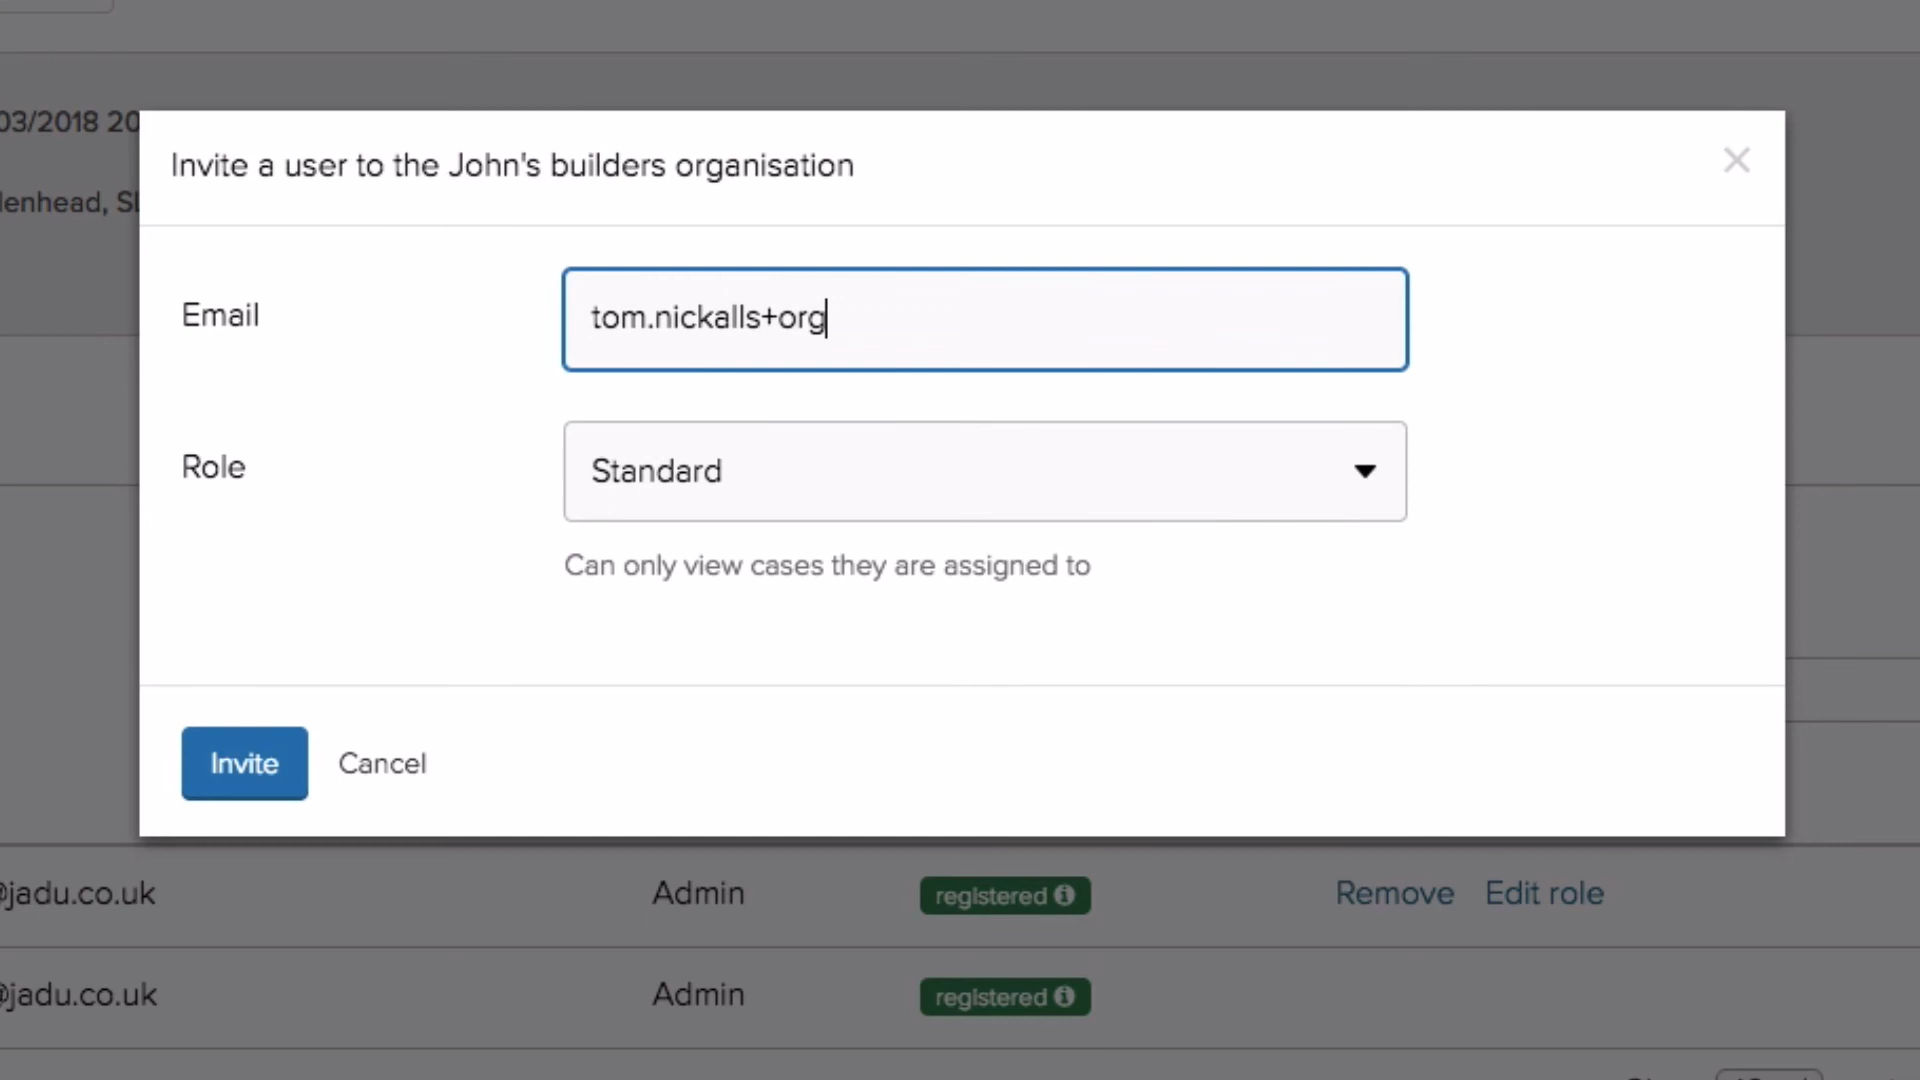 03/2018 20
Invite a user to the John's builders organisation
lenhead, SL
Email
tom.nickalls+org
Role
Standard
Can only view cases they are assigned to
Invite Cancel
@jadu.co.uk Admin registered Remove Edit role
@jadu.co.uk Admin registered